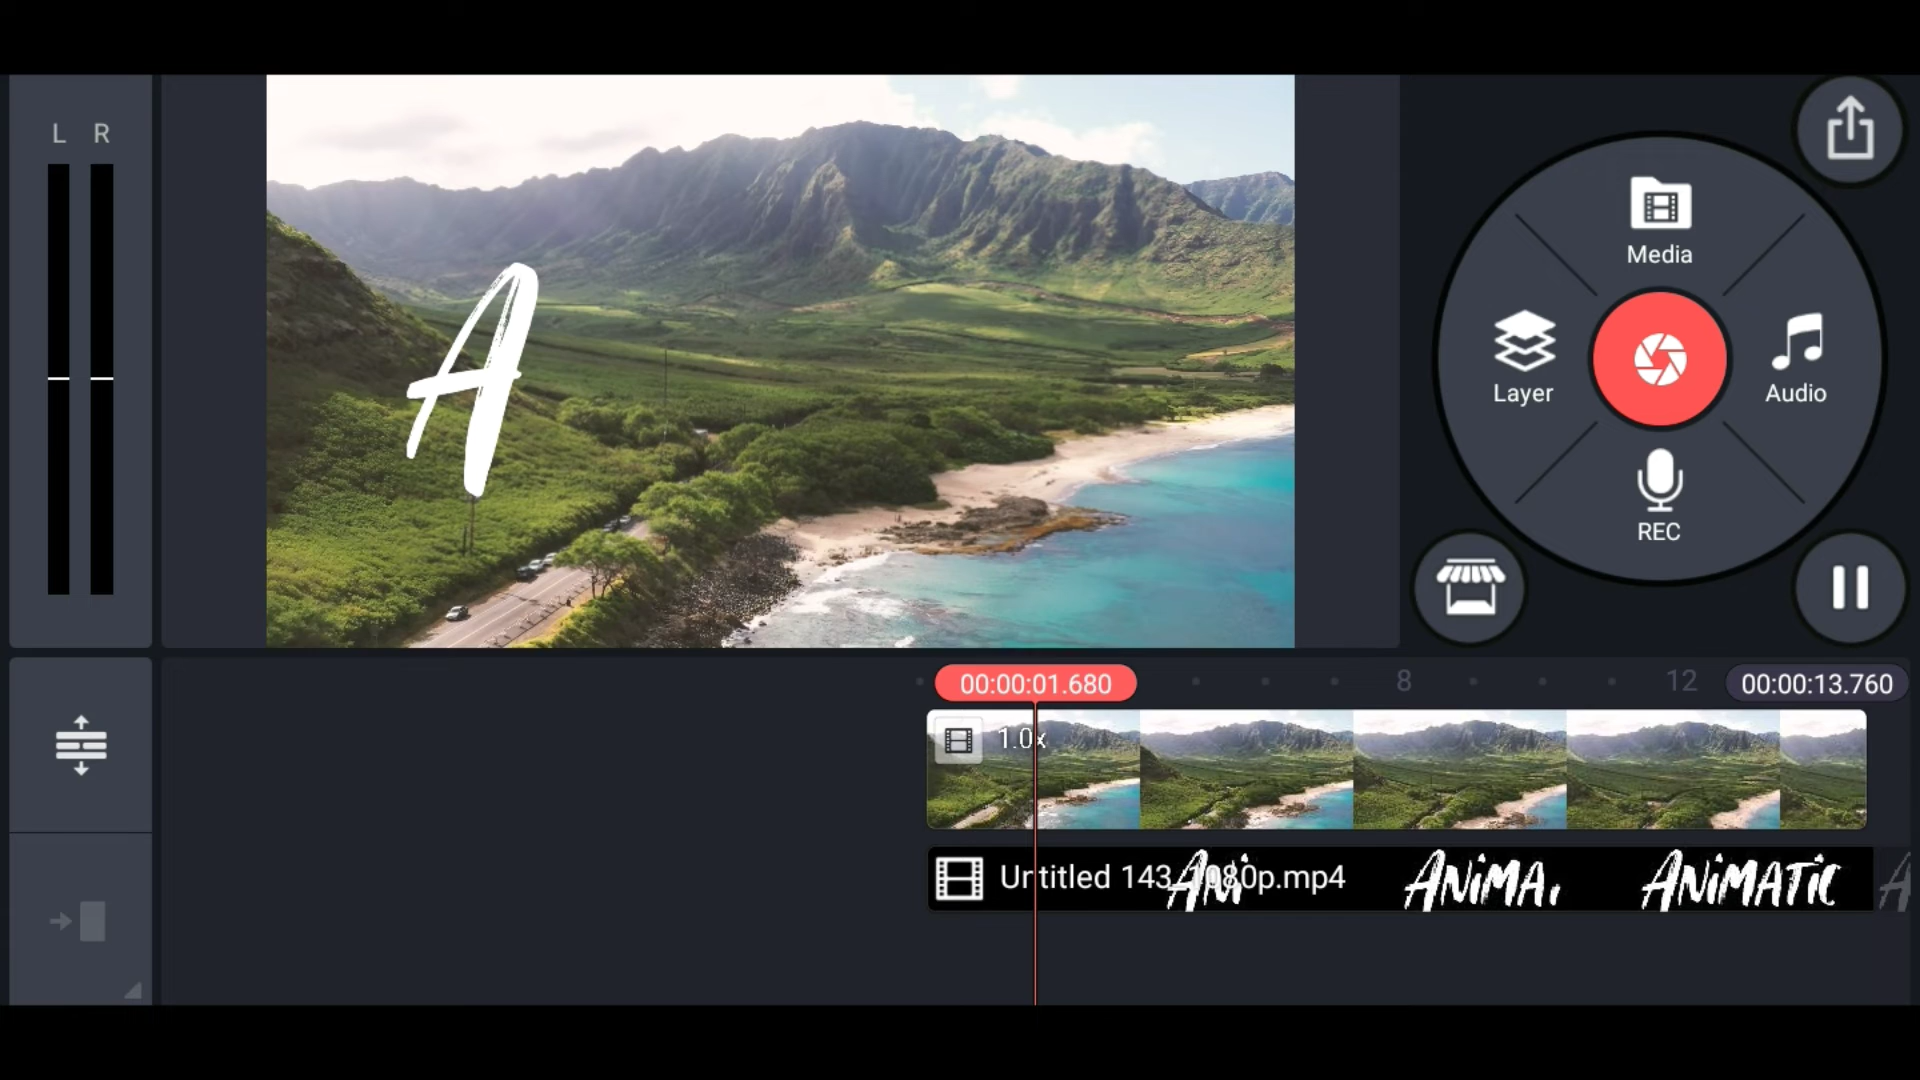 L R
A
Media
Layer
Audio
REC
00:00:01.680
8
12
00:00:13.760
1.0x
Untitled 143_1080p.mp4
ANi
ANiMA
ANiMATiC
A